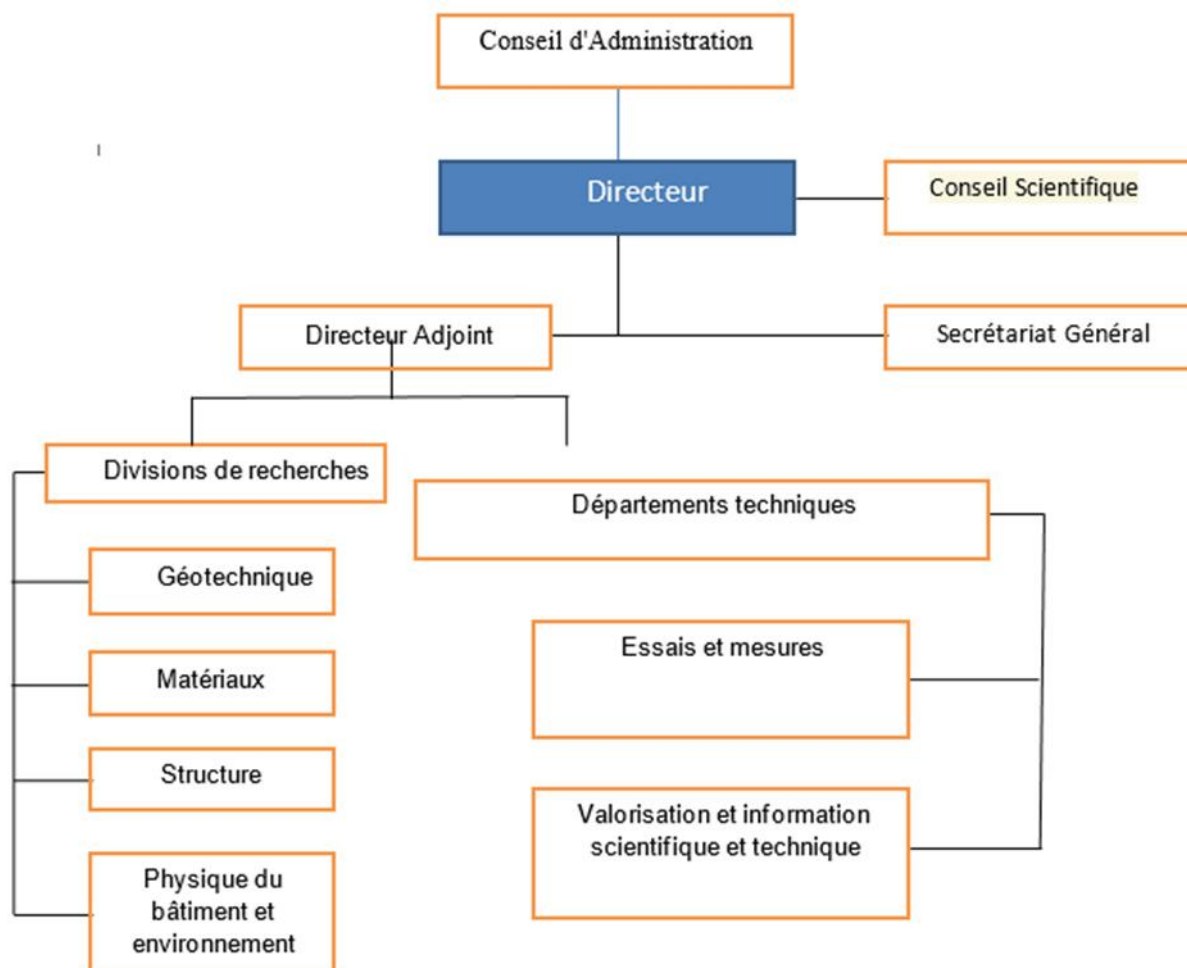 Conseil d'Administration
Directeur
Conseil Scientifique
Directeur Adjoint
Secrétariat Général
Divisions de recherches
Départements techniques
Géotechnique
Matériaux
Structure
Physique du
bâtiment et
environnement
Essais et mesures
Valorisation et information
scientifique et technique